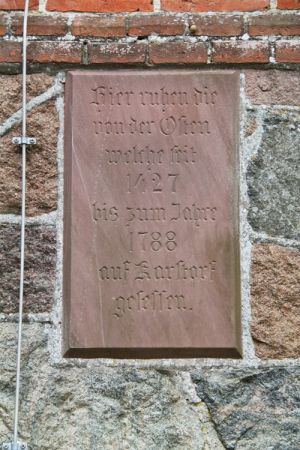 Hier ruhen die
von der Osten
welche seit
1427
bis zum Jahre
1788
auf Karstorf
gesessen.